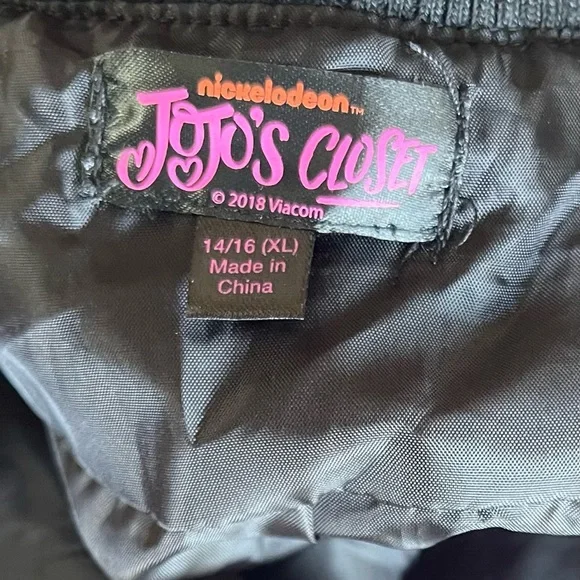 nickelodeon™
JoJo's CLOSET
© 2018 Viacom
14/16 (XL)
Made in
China